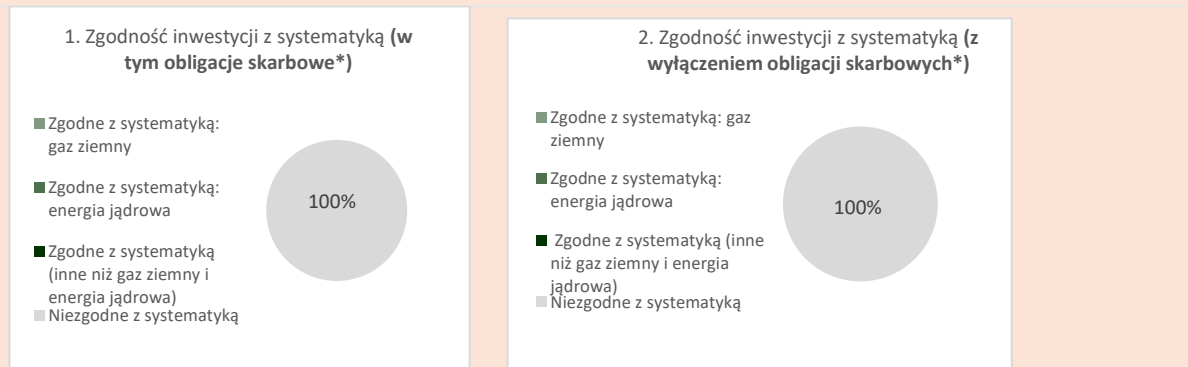 1. Zgodność inwestycji z systematyką (w
tym obligacje skarbowe*)
Zgodne z systematyką:
gaz ziemny
Zgodne z systematyką:
energia jądrowa
Zgodne z systematyką
(inne niż gaz ziemny i
energia jądrowa)
Niezgodne z systematyką
100%
2. Zgodność inwestycji z systematyką (z
wyłączeniem obligacji skarbowych*)
Zgodne z systematyką: gaz
ziemny
Zgodne z systematyką:
energia jądrowa
Zgodne z systematyką (inne
niż gaz ziemny i energia
jądrowa)
Niezgodne z systematyką
100%